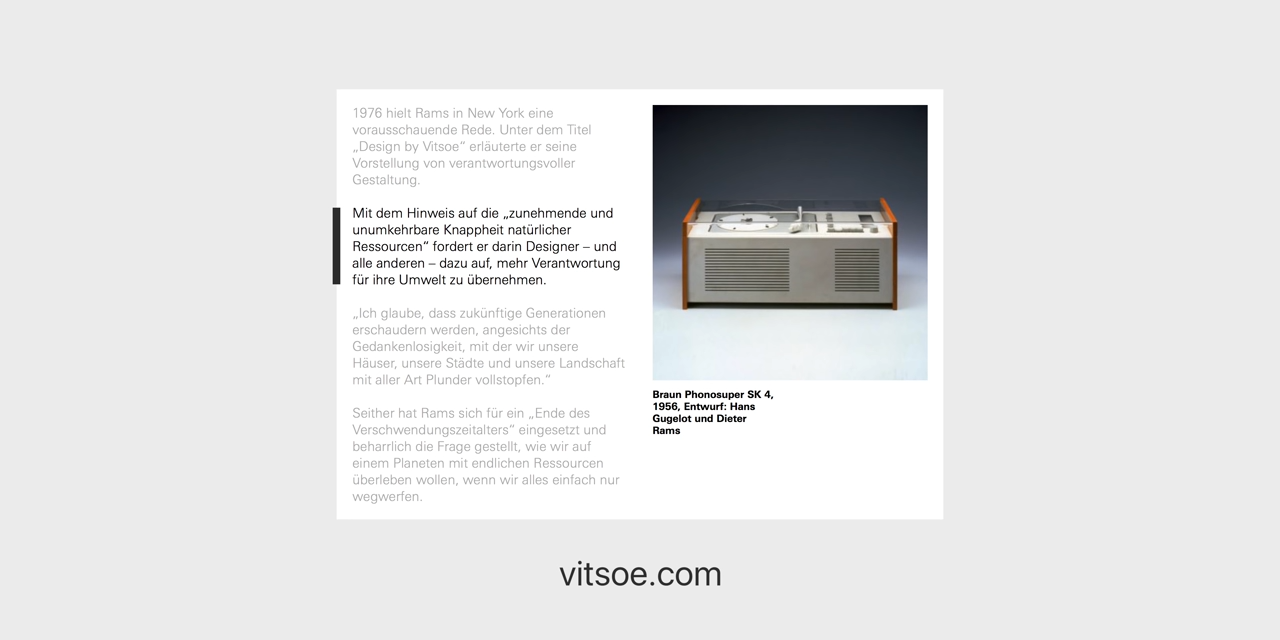 1976 hielt Rams in New York eine
vorausschauende Rede. Unter dem Titel
„Design by Vitsoe“ erläuterte er seine
Vorstellung von verantwortungsvoller
Gestaltung.
Mit dem Hinweis auf die „zunehmende und
unumkehrbare Knappheit natürlicher
Ressourcen“ fordert er darin Designer – und
alle anderen – dazu auf, mehr Verantwortung
für ihre Umwelt zu übernehmen.
„Ich glaube, dass zukünftige Generationen
erschaudern werden, angesichts der
Gedankenlosigkeit, mit der wir unsere
Häuser, unsere Städte und unsere Landschaft
mit aller Art Plunder vollstopfen.“
Seither hat Rams sich für ein „Ende des
Verschwendungszeitalters“ eingesetzt und
beharrlich die Frage gestellt, wie wir auf
einem Planeten mit endlichen Ressourcen
überleben wollen, wenn wir alles einfach nur
wegwerfen.
Braun Phonosuper SK 4,
1956, Entwurf: Hans
Gugelot und Dieter
Rams
vitsoe.com